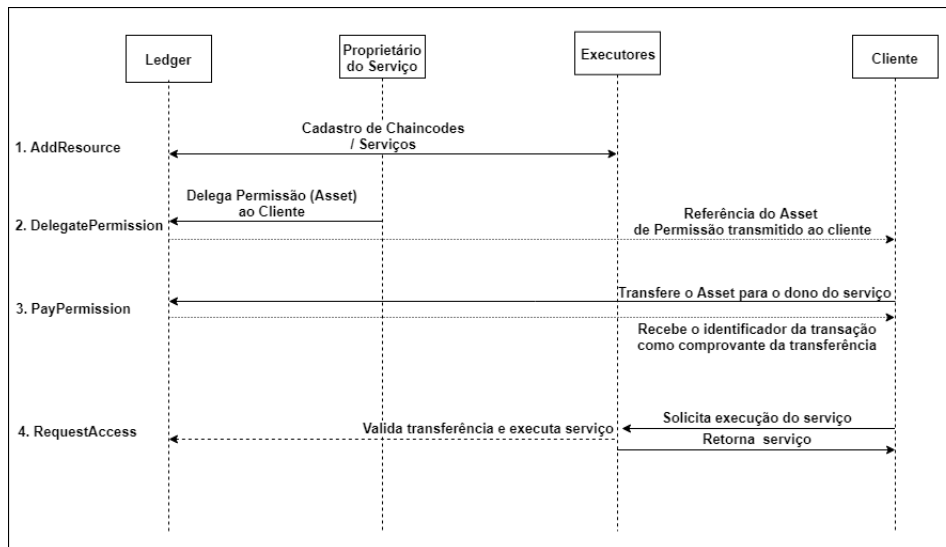 Ledger
Proprietário
do Serviço
Executores
Cliente
1. AddResource
Cadastro de Chaincodes
/ Serviços
2. DelegatePermission
Delega Permissão (Asset)
ao Cliente
Referência do Asset
de Permissão transmitido ao cliente
3. PayPermission
Transfere o Asset para o dono do serviço
Recebe o identificador da transação
como comprovante da transferência
4. RequestAccess
Solicita execução do serviço
Valida transferência e executa serviço
Retorna serviço